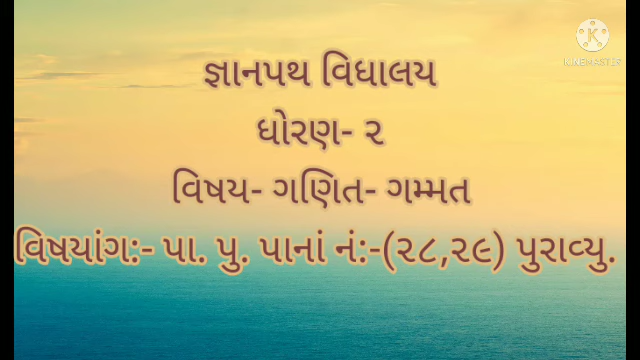 K
KINEMASTER
જ્ઞાનપથ વિધાલય
ધોરણ- ૨
વિષય- ગણિત- ગમ્મત
વિષયાંગ:- પા. પુ. પાનાં નં:-(૨૮,૨૯) પુરાવ્યુ.